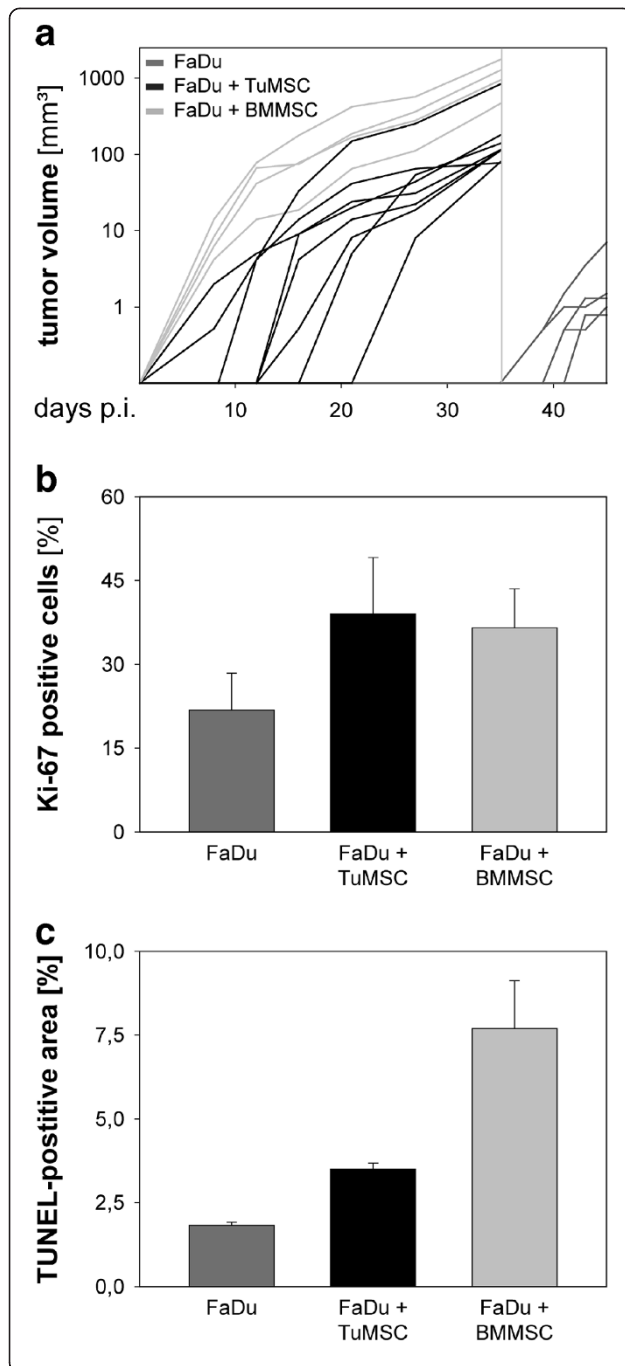 a
FaDu
FaDu + TuMSC
FaDu + BMMSC
tumor volume [mm³]
1000
100
10
1
days p.i.
10
20
30
40
b
Ki-67 positive cells [%]
60
45
30
15
0
FaDu
FaDu +
TuMSC
FaDu +
BMMSC
c
TUNEL-postitive area [%]
10,0
7,5
5,0
2,5
0,0
FaDu
FaDu +
TuMSC
FaDu +
BMMSC